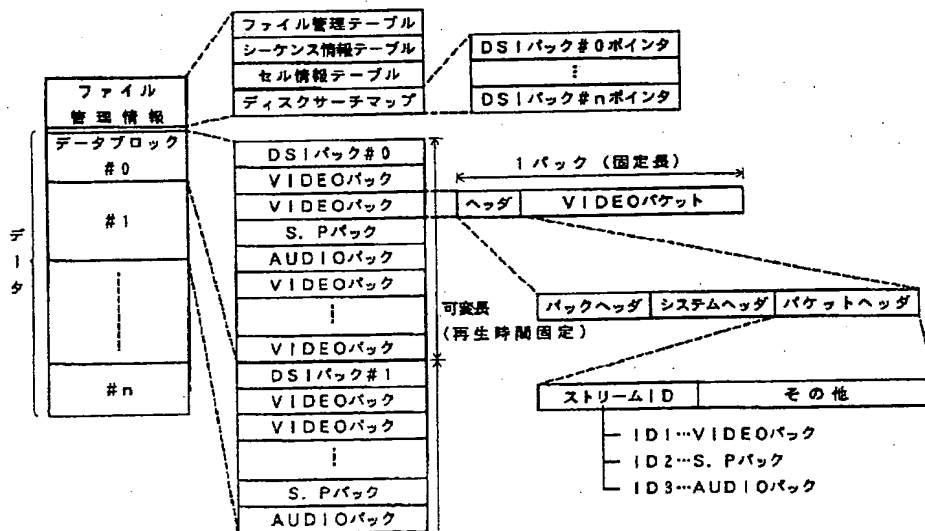 ファイル管理テーブル
シーケンス情報テーブル
セル情報テーブル
ディスクサーチマップ
DSIパック#0ポインタ
⋮
DSIパック#nポインタ
ファイル
管理情報
データブロック
#0
#1
#n
データ
DSIパック#0
VIDEOパック
VIDEOパック
S.Pパック
AUDIOパック
VIDEOパック
⋮
VIDEOパック
DSIパック#1
VIDEOパック
VIDEOパック
⋮
S.Pパック
AUDIOパック
可変長
(再生時間固定)
1パック(固定長)
ヘッダ
VIDEOパケット
パックヘッダ
システムヘッダ
パケットヘッダ
ストリームID
その他
ID1…VIDEOパック
ID2…S.Pパック
ID3…AUDIOパック